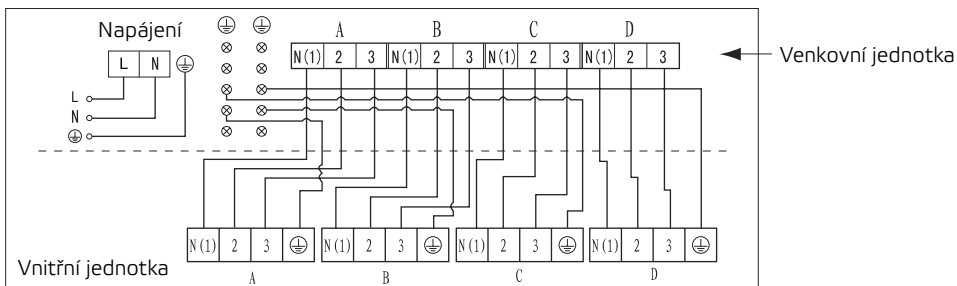 Napájení
L N
L
N
A B C D
N(1) 2 3 N(1) 2 3 N(1) 2 3 N(1) 2 3
Venkovní jednotka
N(1) 2 3 N(1) 2 3 N(1) 2 3 N(1) 2 3
Vnitřní jednotka
A B C D